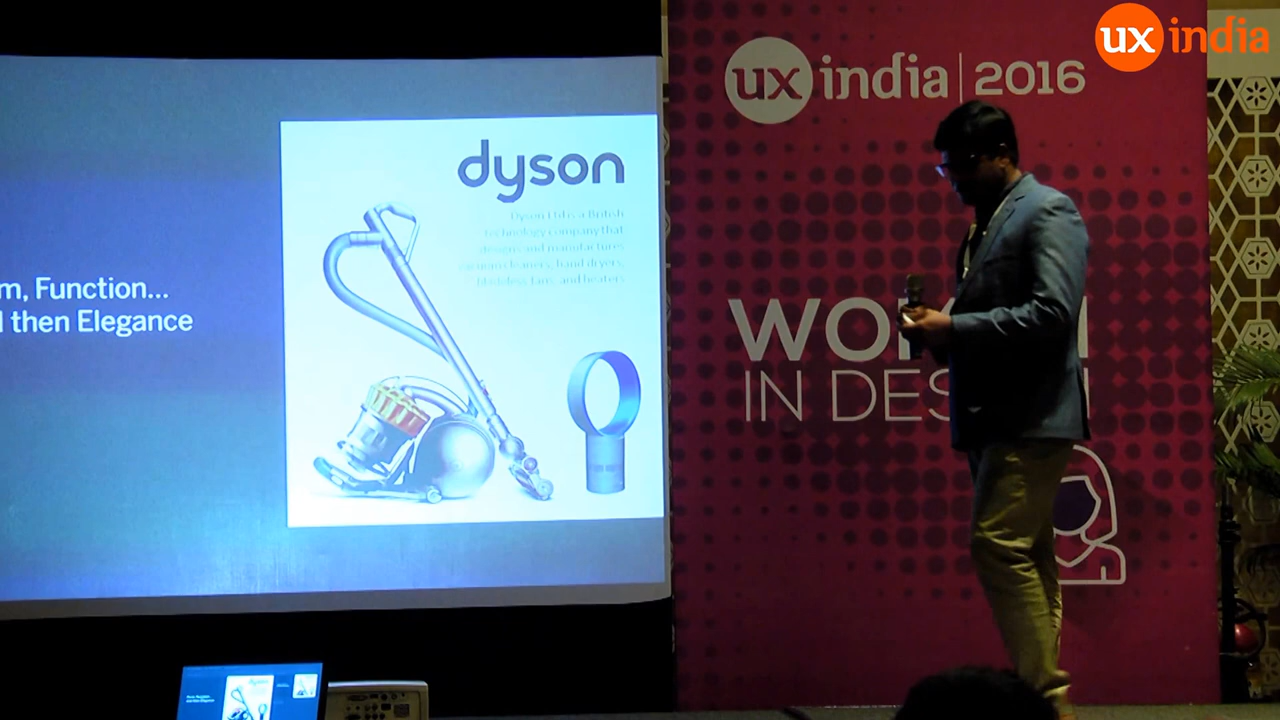 ux india
ux india | 2016
dyson
Dyson Ltd is a British
technology company that
designs and manufactures
vacuum cleaners, hand dryers,
bladeless fans and heaters
m, Function...
then Elegance
WO
IN DES